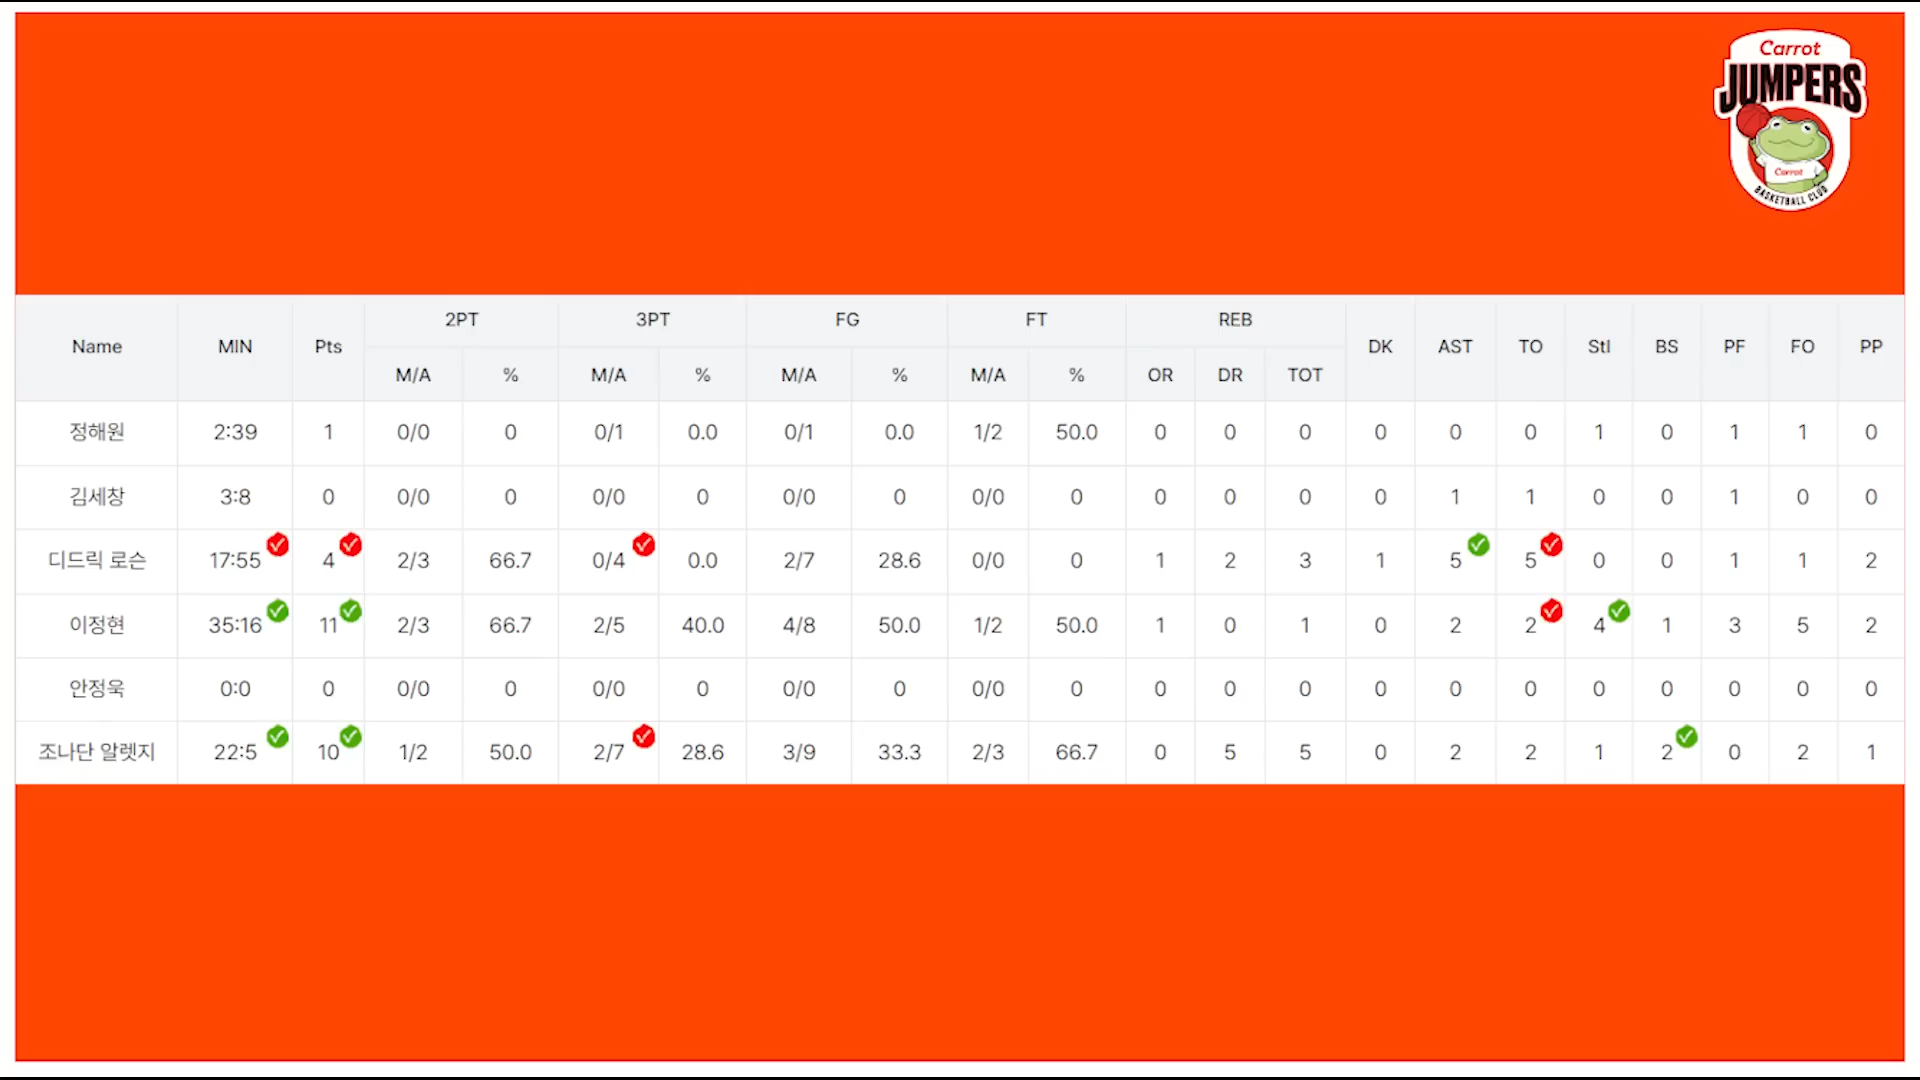 Carrot
JUMPERS
Carrot
BASKETBALL CLUB
Name MIN Pts 2PT 3PT FG FT REB DK AST TO Stl BS PF FO PP
M/A % M/A % M/A % M/A % OR DR TOT
정해원 2:39 1 0/0 0 0/1 0.0 0/1 0.0 1/2 50.0 0 0 0 0 0 0 1 0 1 1 0
김세창 3:8 0 0/0 0 0/0 0 0/0 0 0/0 0 0 0 0 0 1 1 0 0 1 0 0
디드릭 로슨 17:55 4 2/3 66.7 0/4 0.0 2/7 28.6 0/0 0 1 2 3 1 5 5 0 0 1 1 2
이정현 35:16 11 2/3 66.7 2/5 40.0 4/8 50.0 1/2 50.0 1 0 1 0 2 2 4 1 3 5 2
안정욱 0:0 0 0/0 0 0/0 0 0/0 0 0/0 0 0 0 0 0 0 0 0 0 0 0 0
조나단 알렛지 22:5 10 1/2 50.0 2/7 28.6 3/9 33.3 2/3 66.7 0 5 5 0 2 2 1 2 0 2 1